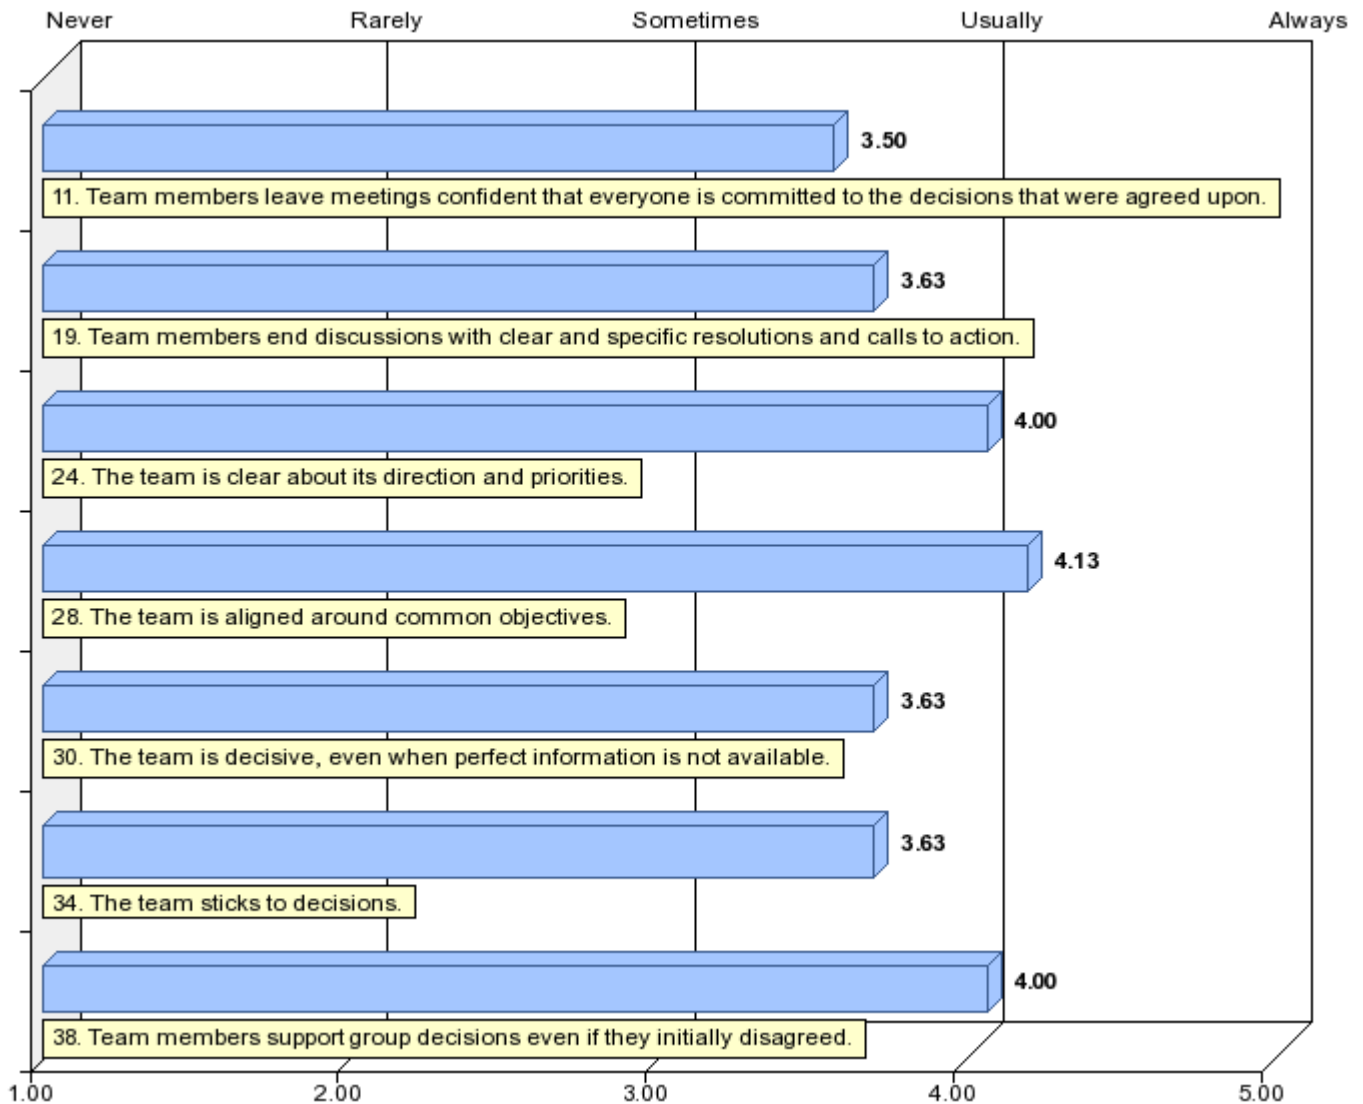 Never Rarely Sometimes Usually Always
3.50
11. Team members leave meetings confident that everyone is committed to the decisions that were agreed upon.
3.63
19. Team members end discussions with clear and specific resolutions and calls to action.
4.00
24. The team is clear about its direction and priorities.
4.13
28. The team is aligned around common objectives.
3.63
30. The team is decisive, even when perfect information is not available.
3.63
34. The team sticks to decisions.
4.00
38. Team members support group decisions even if they initially disagreed.
1.00 2.00 3.00 4.00 5.00